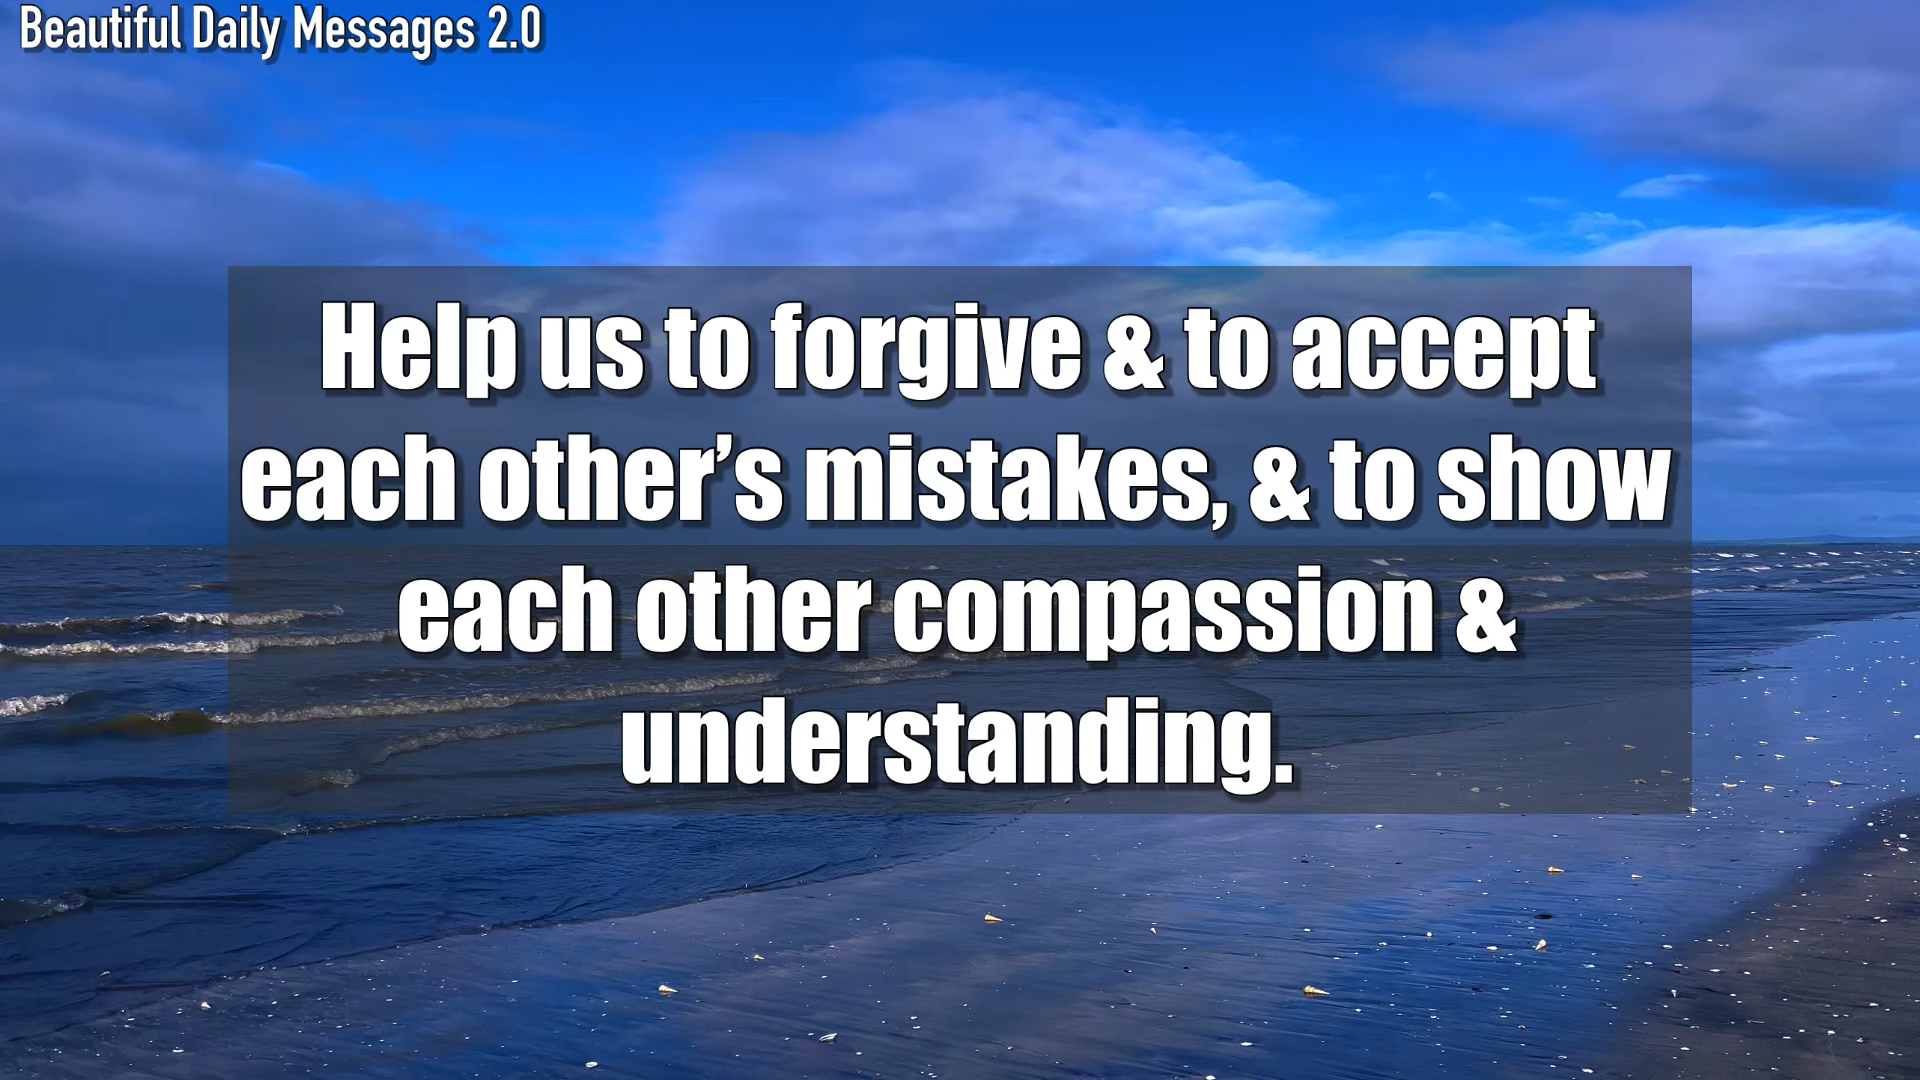 Beautiful Daily Messages 2.0
Help us to forgive & to accept
each other’s mistakes, & to show
each other compassion &
understanding.